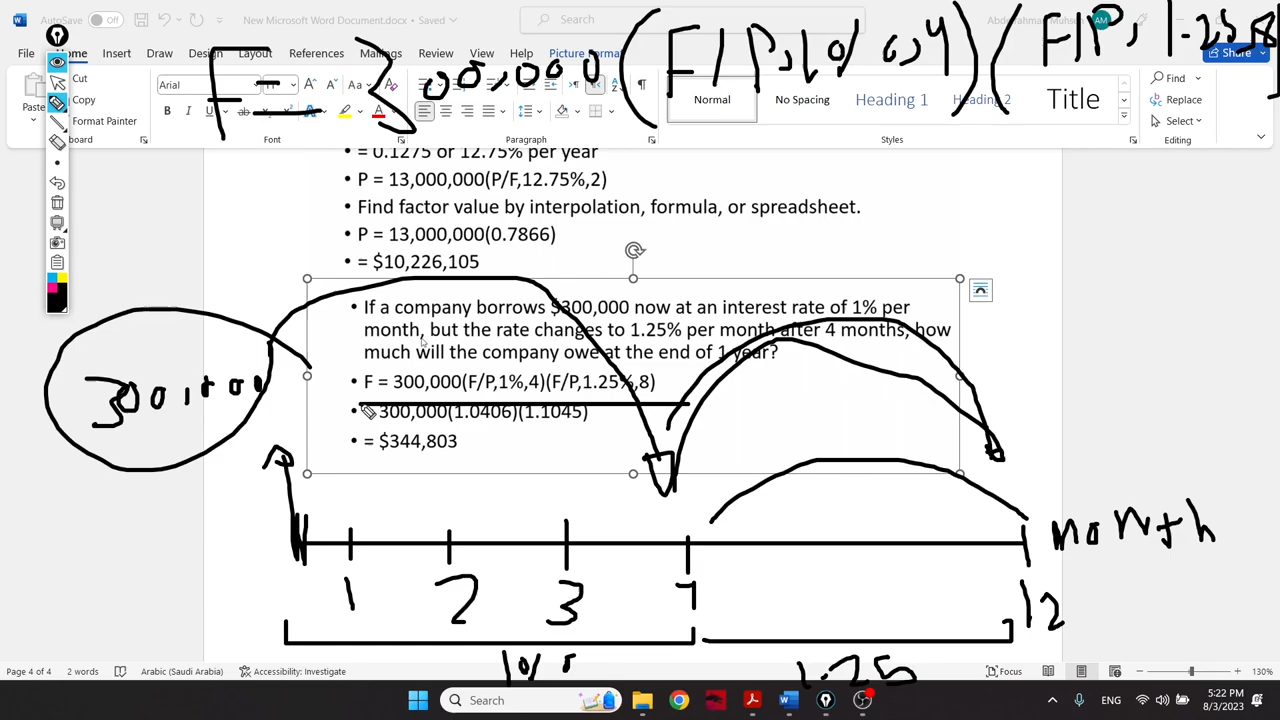 AutoSave Off New Microsoft Word Document.docx • Saved Search
File Home Insert Draw Design Layout References Mailings Review View Help Picture Format Share
F = 300,000 (F/P, 1%, 4) (F/P, 1.25%, 8)
Cut
Copy
Format Painter
Paste
Arial 11
Normal No Spacing Heading 1 Heading 2 Title
Find
Replace
Select
Font Paragraph Styles Editing
• = 0.1275 or 12.75% per year
• P = 13,000,000(P/F,12.75%,2)
• Find factor value by interpolation, formula, or spreadsheet.
• P = 13,000,000(0.7866)
• = $10,226,105
• If a company borrows $300,000 now at an interest rate of 1% per
month, but the rate changes to 1.25% per month after 4 months, how
much will the company owe at the end of 1 year?
• F = 300,000(F/P,1%,4)(F/P,1.25%,8)
• 300,000(1.0406)(1.1045)
• = $344,803
300,000
month
1 2 3 4 12
1% 1.25
Page 4 of 4 2 words Arabic (Saudi Arabia) Accessibility: Investigate Focus 130%
Search
ENG 5:22 PM
8/3/2023